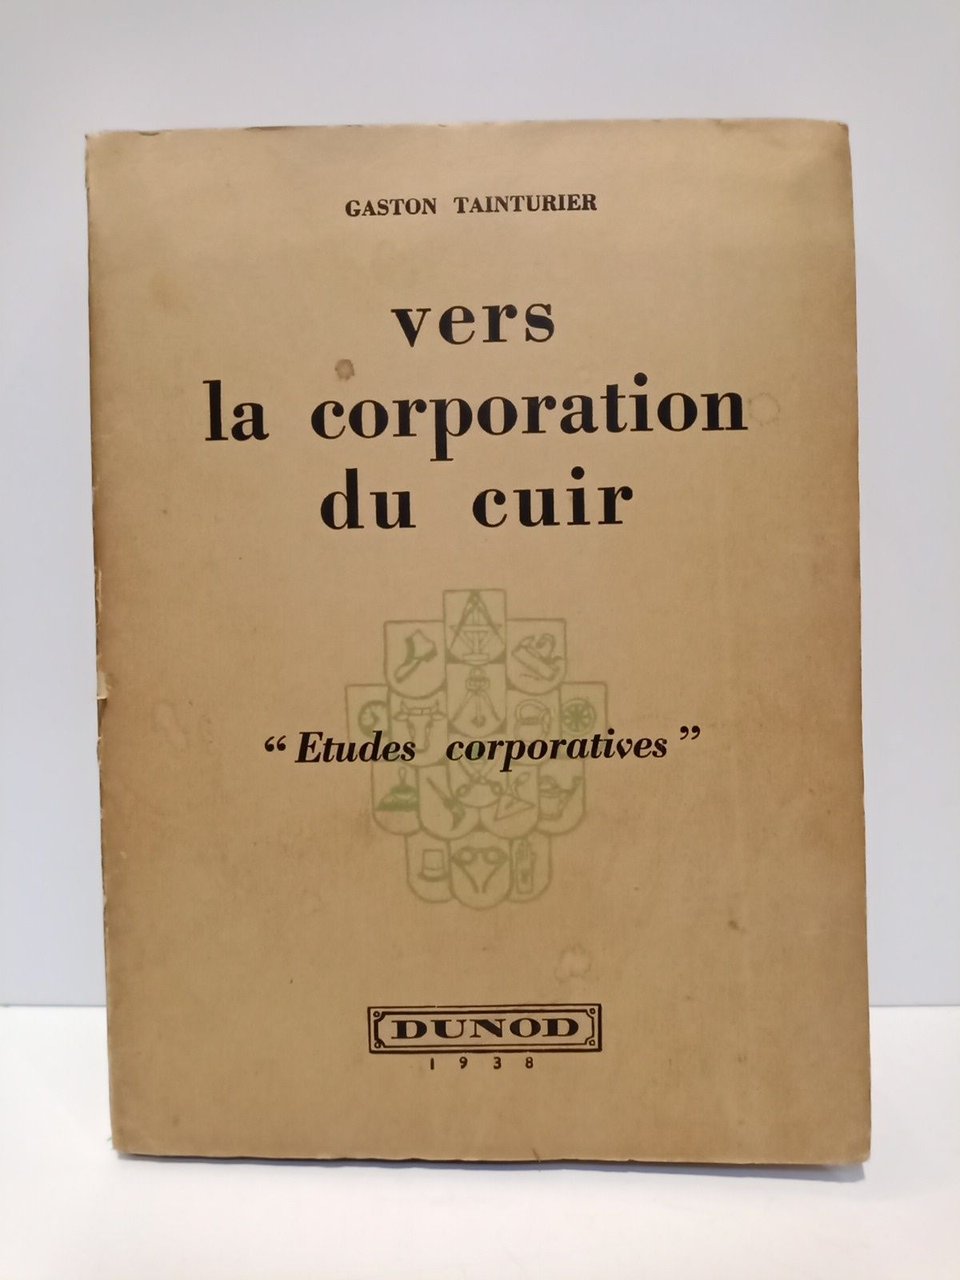 GASTON TAINTURIER
vers
la corporation
du cuir
“Etudes corporatives”
DUNOD
1938